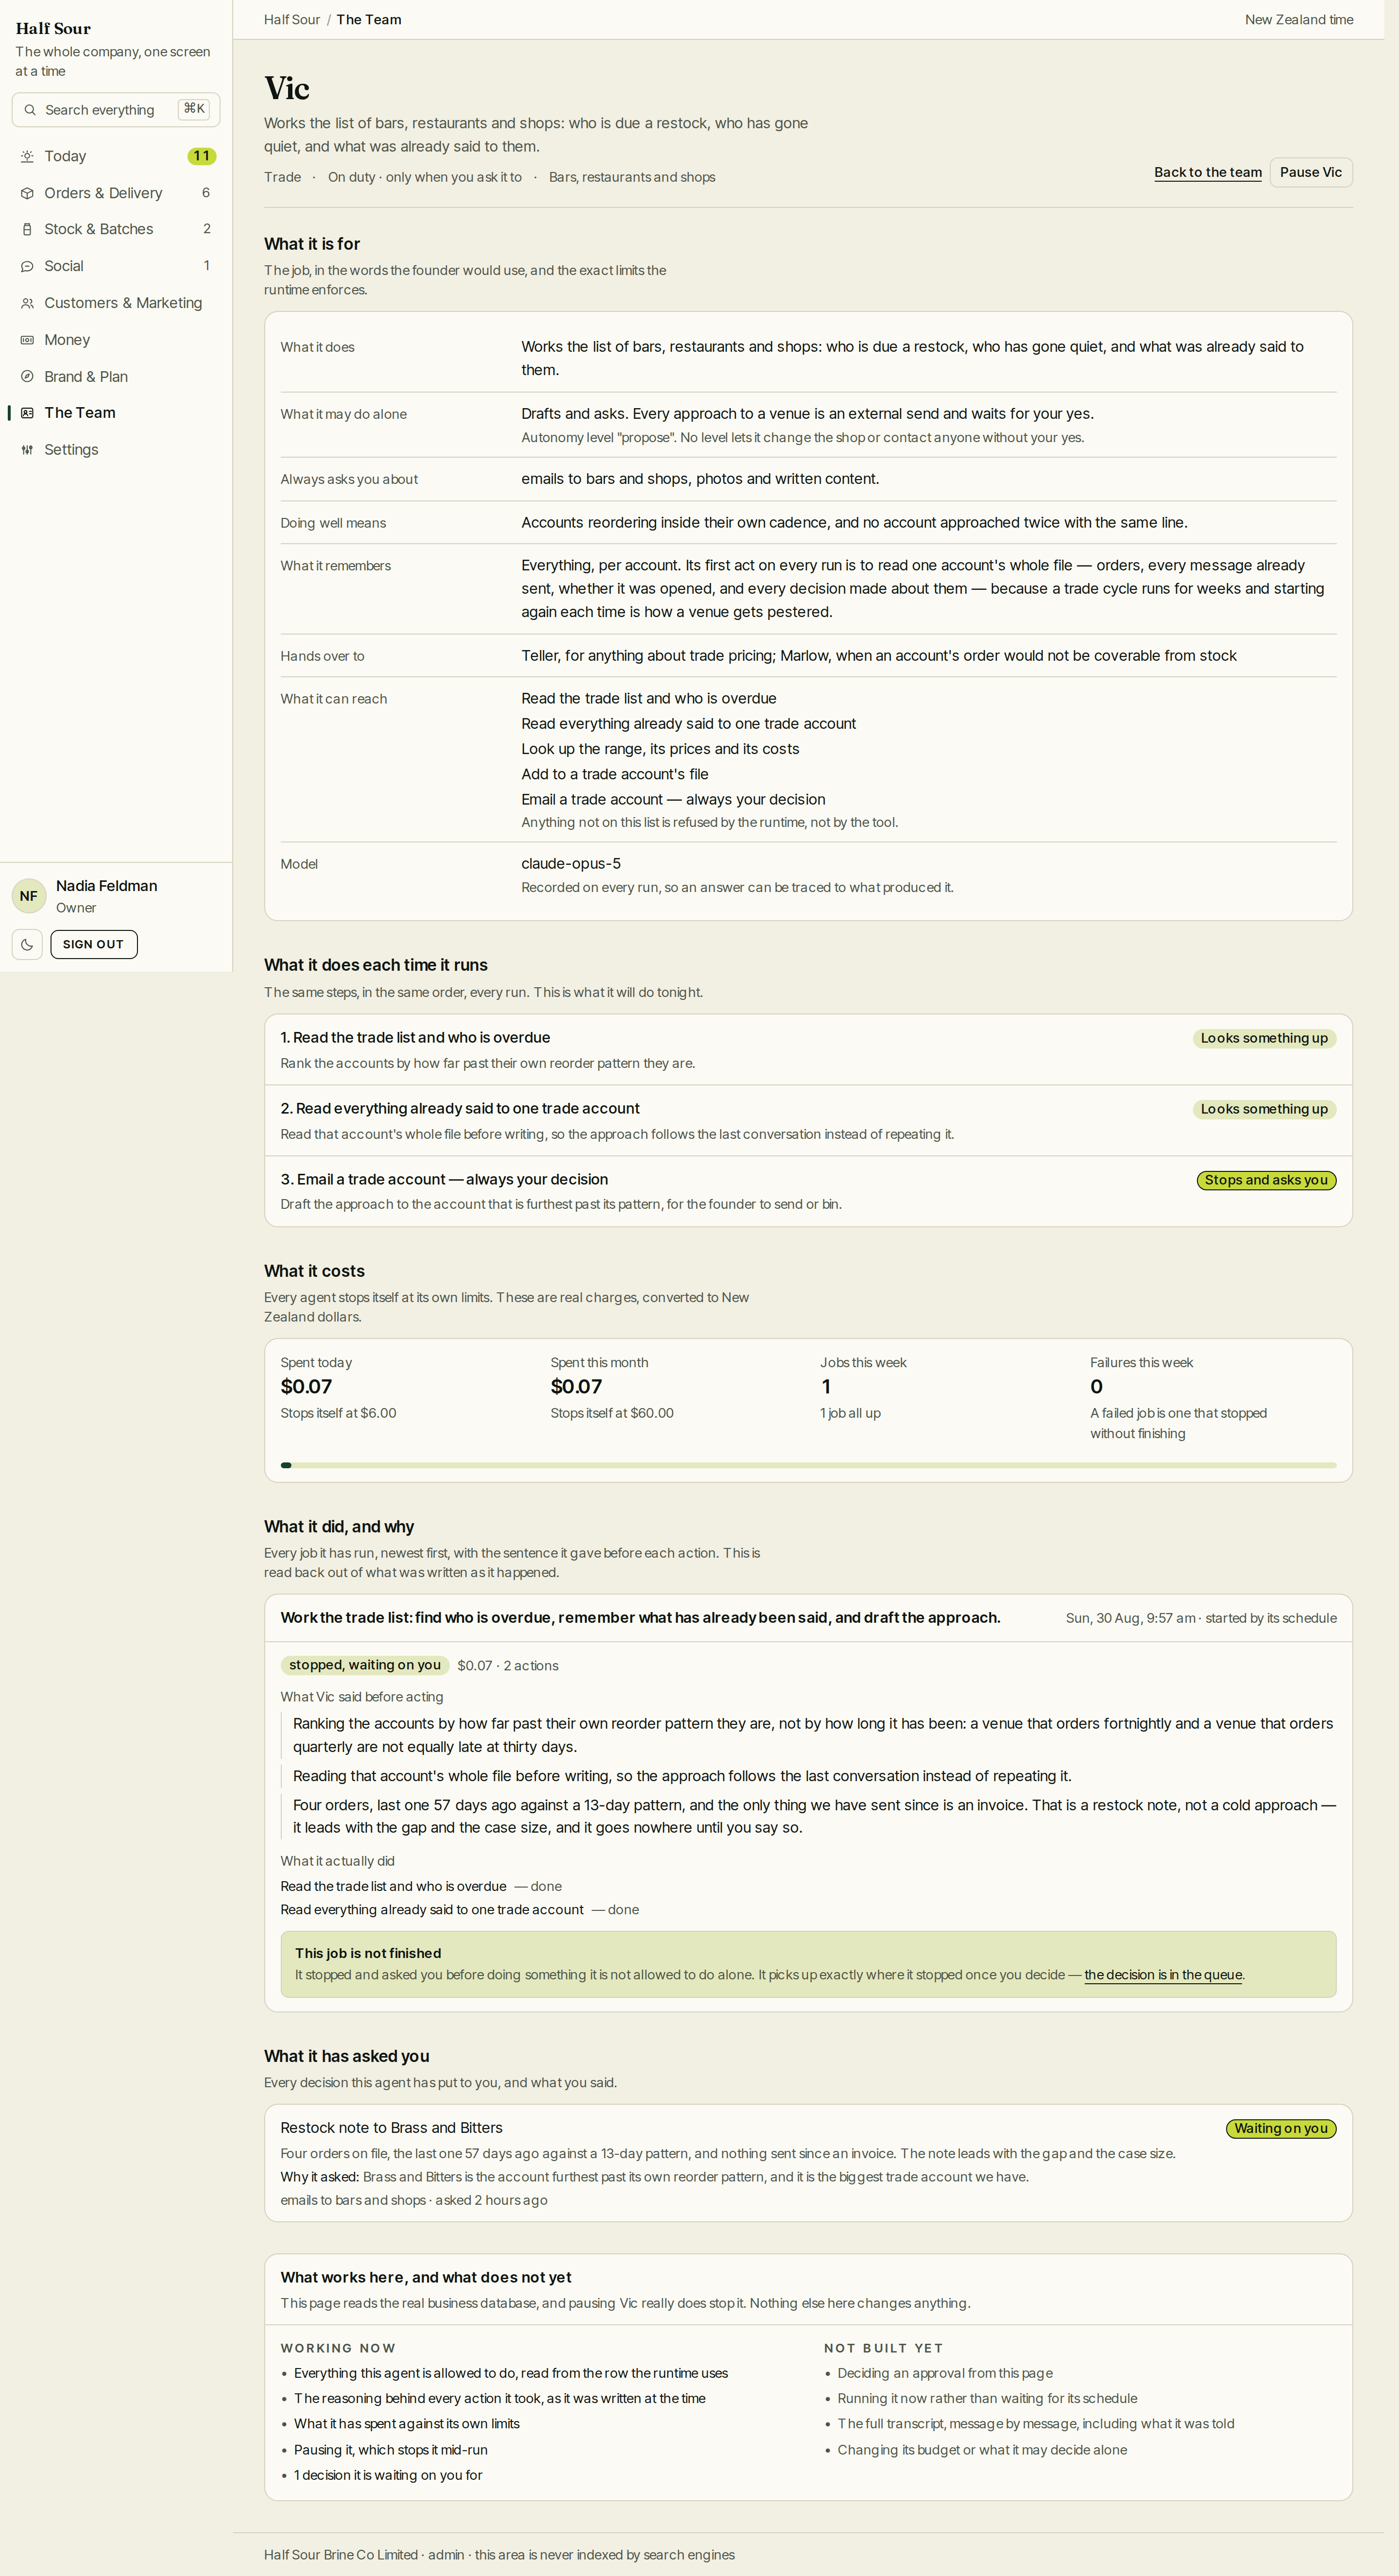 Half Sour
The whole company, one screen
at a time
Search everything ⌘K
Today 11
Orders & Delivery 6
Stock & Batches 2
Social 1
Customers & Marketing
Money
Brand & Plan
The Team
Settings
NF
Nadia Feldman
Owner
SIGN OUT
Half Sour / The Team
New Zealand time
Vic
Works the list of bars, restaurants and shops: who is due a restock, who has gone
quiet, and what was already said to them.
Trade · On duty · only when you ask it to · Bars, restaurants and shops
Back to the team
Pause Vic
What it is for
The job, in the words the founder would use, and the exact limits the
runtime enforces.
What it does
Works the list of bars, restaurants and shops: who is due a restock, who has gone quiet, and what was already said to
them.
What it may do alone
Drafts and asks. Every approach to a venue is an external send and waits for your yes.
Autonomy level "propose". No level lets it change the shop or contact anyone without your yes.
Always asks you about
emails to bars and shops, photos and written content.
Doing well means
Accounts reordering inside their own cadence, and no account approached twice with the same line.
What it remembers
Everything, per account. Its first act on every run is to read one account's whole file — orders, every message already
sent, whether it was opened, and every decision made about them — because a trade cycle runs for weeks and starting
again each time is how a venue gets pestered.
Hands over to
Teller, for anything about trade pricing; Marlow, when an account's order would not be coverable from stock
What it can reach
Read the trade list and who is overdue
Read everything already said to one trade account
Look up the range, its prices and its costs
Add to a trade account's file
Email a trade account — always your decision
Anything not on this list is refused by the runtime, not by the tool.
Model
claude-opus-5
Recorded on every run, so an answer can be traced to what produced it.
What it does each time it runs
The same steps, in the same order, every run. This is what it will do tonight.
1. Read the trade list and who is overdue
Looks something up
Rank the accounts by how far past their own reorder pattern they are.
2. Read everything already said to one trade account
Looks something up
Read that account's whole file before writing, so the approach follows the last conversation instead of repeating it.
3. Email a trade account — always your decision
Stops and asks you
Draft the approach to the account that is furthest past its pattern, for the founder to send or bin.
What it costs
Every agent stops itself at its own limits. These are real charges, converted to New
Zealand dollars.
Spent today
$0.07
Stops itself at $6.00
Spent this month
$0.07
Stops itself at $60.00
Jobs this week
1
1 job all up
Failures this week
0
A failed job is one that stopped
without finishing
What it did, and why
Every job it has run, newest first, with the sentence it gave before each action. This is
read back out of what was written as it happened.
Work the trade list: find who is overdue, remember what has already been said, and draft the approach.
Sun, 30 Aug, 9:57 am · started by its schedule
stopped, waiting on you $0.07 · 2 actions
What Vic said before acting
Ranking the accounts by how far past their own reorder pattern they are, not by how long it has been: a venue that orders fortnightly and a venue that orders
quarterly are not equally late at thirty days.
Reading that account's whole file before writing, so the approach follows the last conversation instead of repeating it.
Four orders, last one 57 days ago against a 13-day pattern, and the only thing we have sent since is an invoice. That is a restock note, not a cold approach —
it leads with the gap and the case size, and it goes nowhere until you say so.
What it actually did
Read the trade list and who is overdue — done
Read everything already said to one trade account — done
This job is not finished
It stopped and asked you before doing something it is not allowed to do alone. It picks up exactly where it stopped once you decide — the decision is in the queue.
What it has asked you
Every decision this agent has put to you, and what you said.
Restock note to Brass and Bitters
Waiting on you
Four orders on file, the last one 57 days ago against a 13-day pattern, and nothing sent since an invoice. The note leads with the gap and the case size.
Why it asked: Brass and Bitters is the account furthest past its own reorder pattern, and it is the biggest trade account we have.
emails to bars and shops · asked 2 hours ago
What works here, and what does not yet
This page reads the real business database, and pausing Vic really does stop it. Nothing else here changes anything.
WORKING NOW
• Everything this agent is allowed to do, read from the row the runtime uses
• The reasoning behind every action it took, as it was written at the time
• What it has spent against its own limits
• Pausing it, which stops it mid-run
• 1 decision it is waiting on you for
NOT BUILT YET
• Deciding an approval from this page
• Running it now rather than waiting for its schedule
• The full transcript, message by message, including what it was told
• Changing its budget or what it may decide alone
Half Sour Brine Co Limited · admin · this area is never indexed by search engines